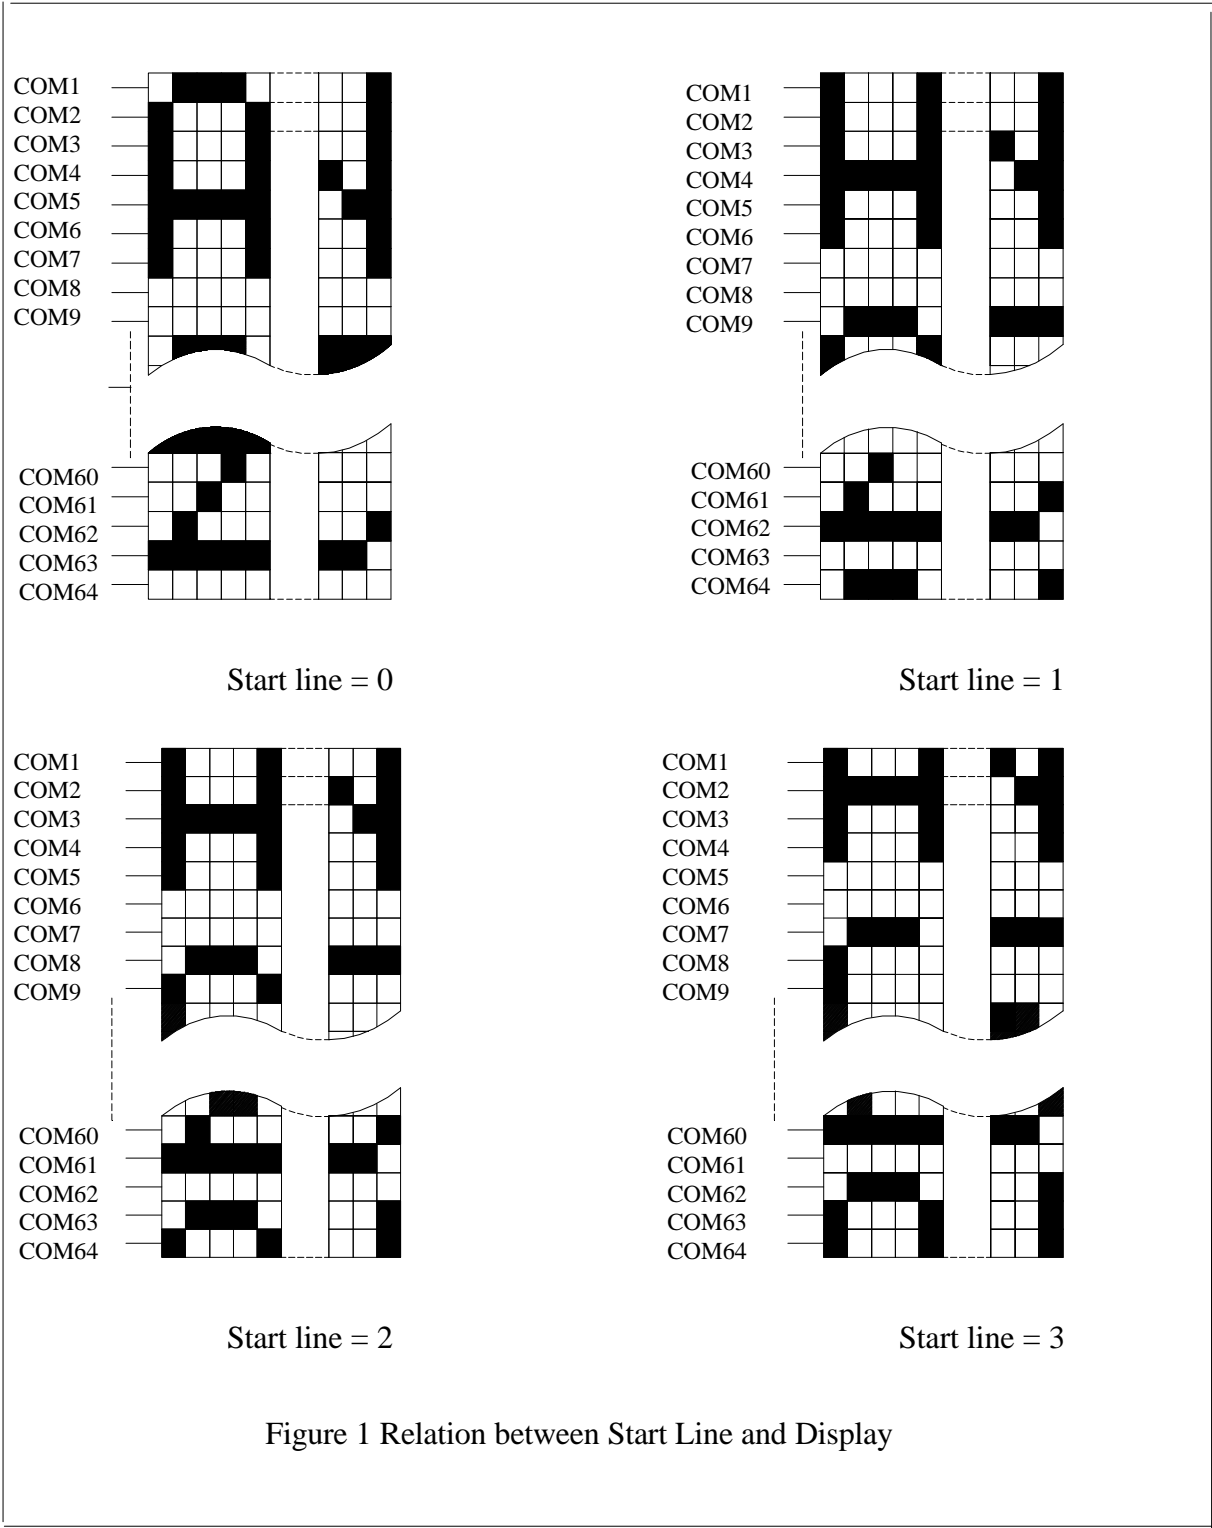 COM1
COM2
COM3
COM4
COM5
COM6
COM7
COM8
COM9
COM60
COM61
COM62
COM63
COM64
Start line = 0
COM1
COM2
COM3
COM4
COM5
COM6
COM7
COM8
COM9
COM60
COM61
COM62
COM63
COM64
Start line = 1
COM1
COM2
COM3
COM4
COM5
COM6
COM7
COM8
COM9
COM60
COM61
COM62
COM63
COM64
Start line = 2
COM1
COM2
COM3
COM4
COM5
COM6
COM7
COM8
COM9
COM60
COM61
COM62
COM63
COM64
Start line = 3
Figure 1 Relation between Start Line and Display